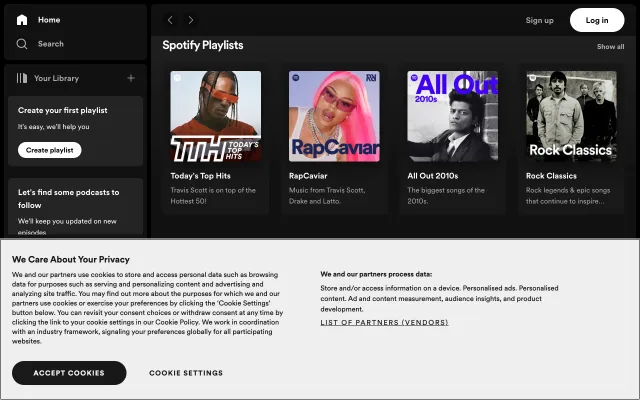 Home
Search
Your Library
Create your first playlist
It's easy, we'll help you
Create playlist
Let's find some podcasts to
follow
We'll keep you updated on new
episodes
Sign up
Log in
Spotify Playlists
Show all
TTH TODAY'S
TOP
HITS
RapCaviar
All Out
2010s
Rock Classics
Today's Top Hits
Travis Scott is on top of the
Hottest 50!
RapCaviar
Music from Travis Scott,
Drake and Latto.
All Out 2010s
The biggest songs of the
2010s.
Rock Classics
Rock legends & epic songs
that continue to inspire...
We Care About Your Privacy
We and our partners use cookies to store and access personal data such as browsing
data for purposes such as serving and personalizing content and advertising and
analyzing site traffic. You may find out more about the purposes for which we and our
partners use cookies or exercise your preferences by clicking the 'Cookie Settings'
button below. You can revisit your consent choices or withdraw consent at any time by
clicking the link to your cookie settings in our Cookie Policy. We work in coordination
with an industry framework, signaling your preferences globally for all participating
websites.
ACCEPT COOKIES
COOKIE SETTINGS
We and our partners process data:
Store and/or access information on a device. Personalised ads. Personalised
content. Ad and content measurement, audience insights, and product
development.
LIST OF PARTNERS (VENDORS)